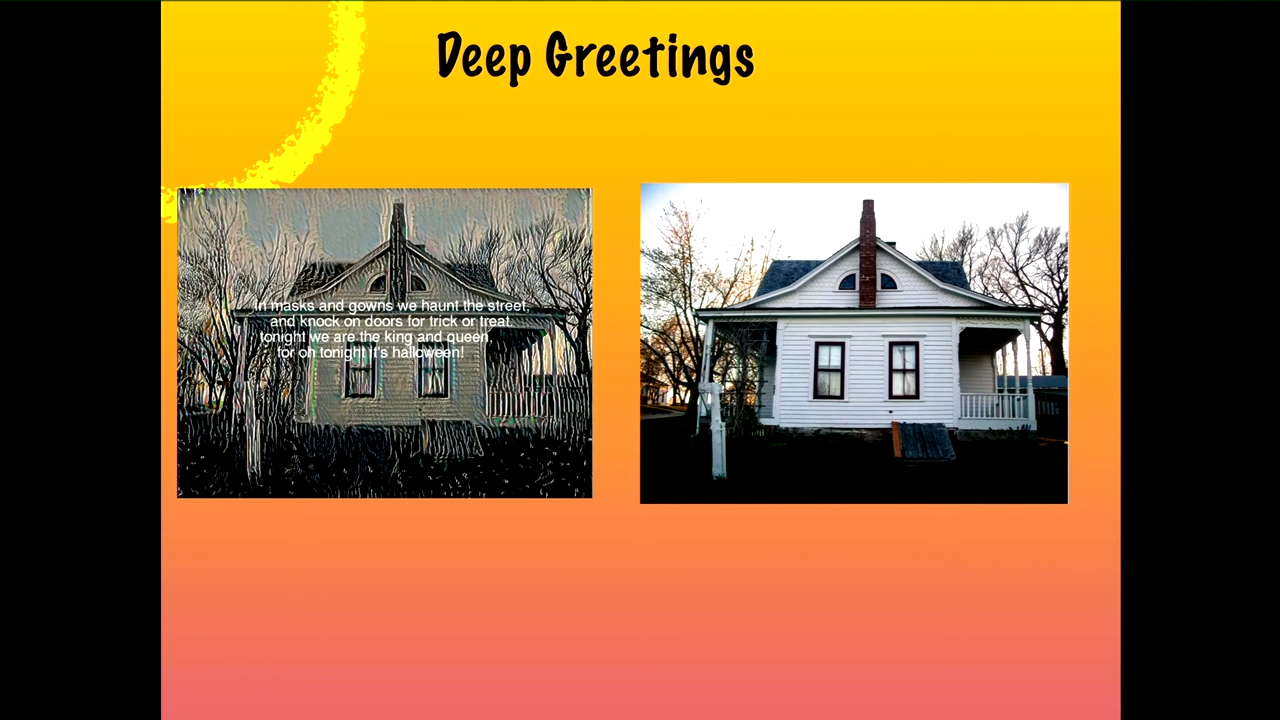 Deep Greetings
In masks and gowns we haunt the street,
and knock on doors for trick or treat.
tonight we are the king and queen,
for oh tonight it's halloween!